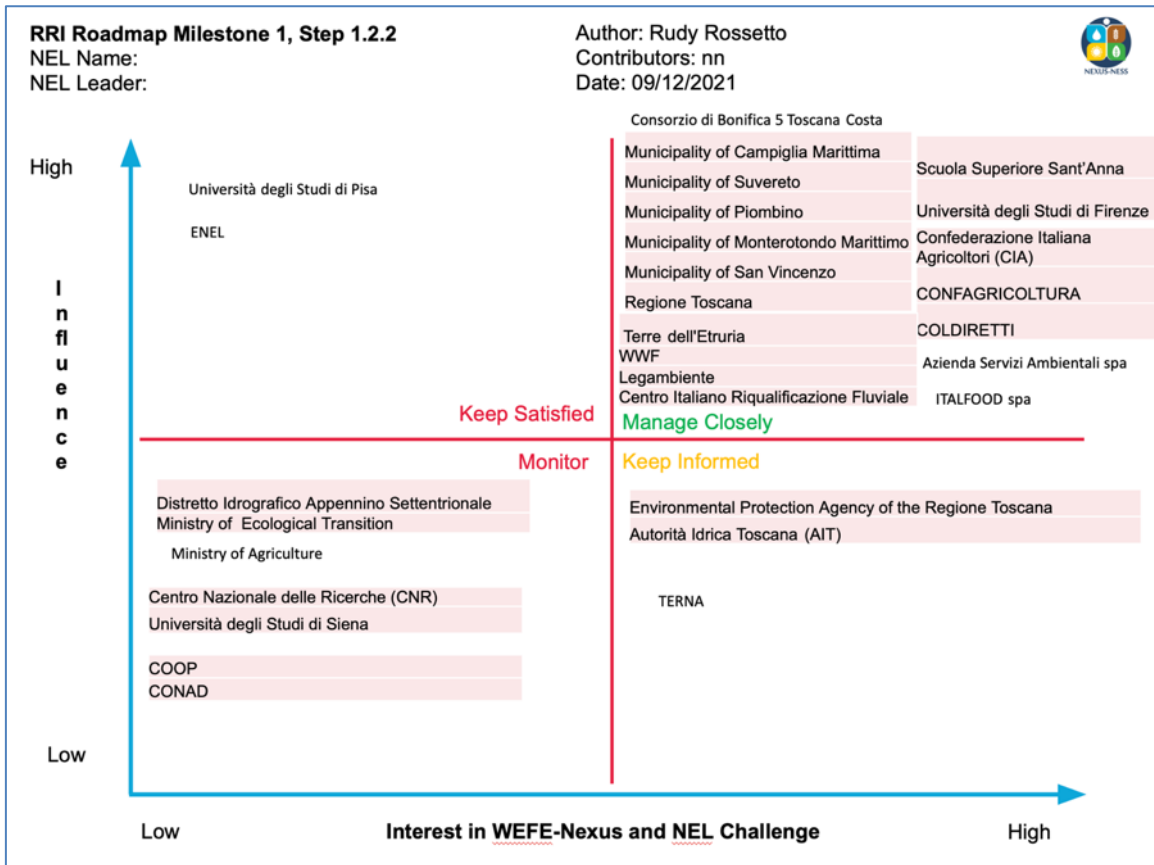 RRI Roadmap Milestone 1, Step 1.2.2
NEL Name:
NEL Leader:
Author: Rudy Rossetto
Contributors: nn
Date: 09/12/2021
NEXUS-NESS
High
Influence
Low
Università degli Studi di Pisa
ENEL
Keep Satisfied
Consorzio di Bonifica 5 Toscana Costa
Municipality of Campiglia Marittima
Municipality of Suvereto
Municipality of Piombino
Municipality of Monterotondo Marittimo
Municipality of San Vincenzo
Regione Toscana
Terre dell'Etruria
WWF
Legambiente
Centro Italiano Riqualificazione Fluviale
Scuola Superiore Sant'Anna
Università degli Studi di Firenze
Confederazione Italiana
Agricoltori (CIA)
CONFAGRICOLTURA
COLDIRETTI
Azienda Servizi Ambientali spa
ITALFOOD spa
Manage Closely
Monitor
Distretto Idrografico Appennino Settentrionale
Ministry of Ecological Transition
Ministry of Agriculture
Centro Nazionale delle Ricerche (CNR)
Università degli Studi di Siena
COOP
CONAD
Keep Informed
Environmental Protection Agency of the Regione Toscana
Autorità Idrica Toscana (AIT)
TERNA
Low
Interest in WEFE-Nexus and NEL Challenge
High